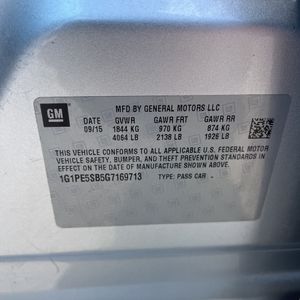 MFD BY GENERAL MOTORS LLC
GM
DATE GVWR GAWR FRT GAWR RR
09/15 1844 KG 970 KG 874 KG
4064 LB 2138 LB 1926 LB
THIS VEHICLE CONFORMS TO ALL APPLICABLE U.S. FEDERAL MOTOR
VEHICLE SAFETY, BUMPER, AND THEFT PREVENTION STANDARDS IN
EFFECT ON THE DATE OF MANUFACTURE SHOWN ABOVE.
1G1PE5SB5G7169713 TYPE: PASS CAR